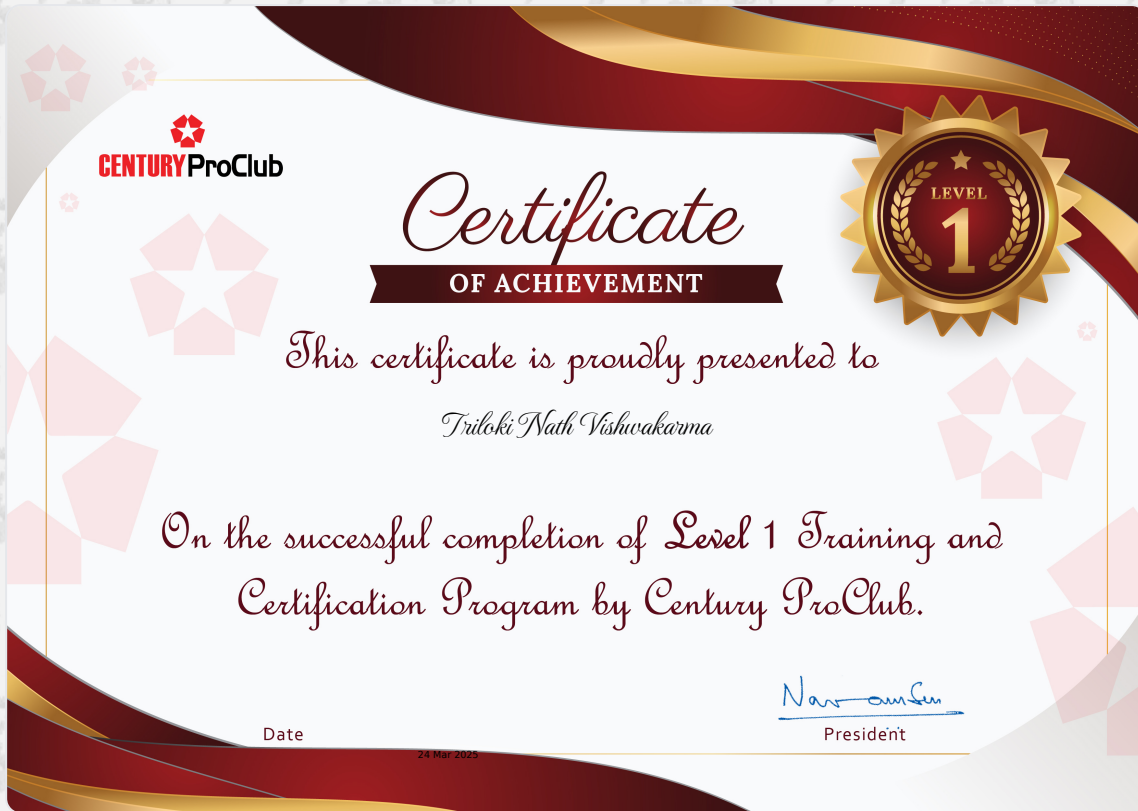 CENTURY ProClub
LEVEL
1
Certificate
OF ACHIEVEMENT
This certificate is proudly presented to
Triloki Nath Vishwakarma
On the successful completion of Level 1 Training and
Certification Program by Century ProClub.
Date
24 Mar 2025
President